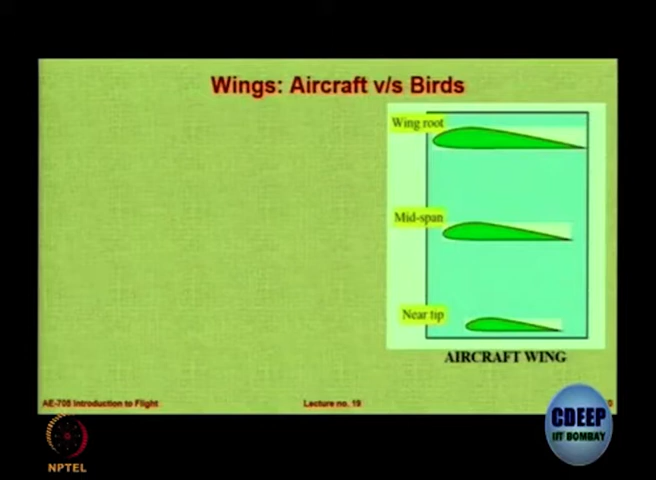 Wings: Aircraft v/s Birds
Wing root
Mid-span
Near tip
AIRCRAFT WING
AE-708 Introduction to Flight
Lecture no. 19
CDEEP
IIT BOMBAY
NPTEL